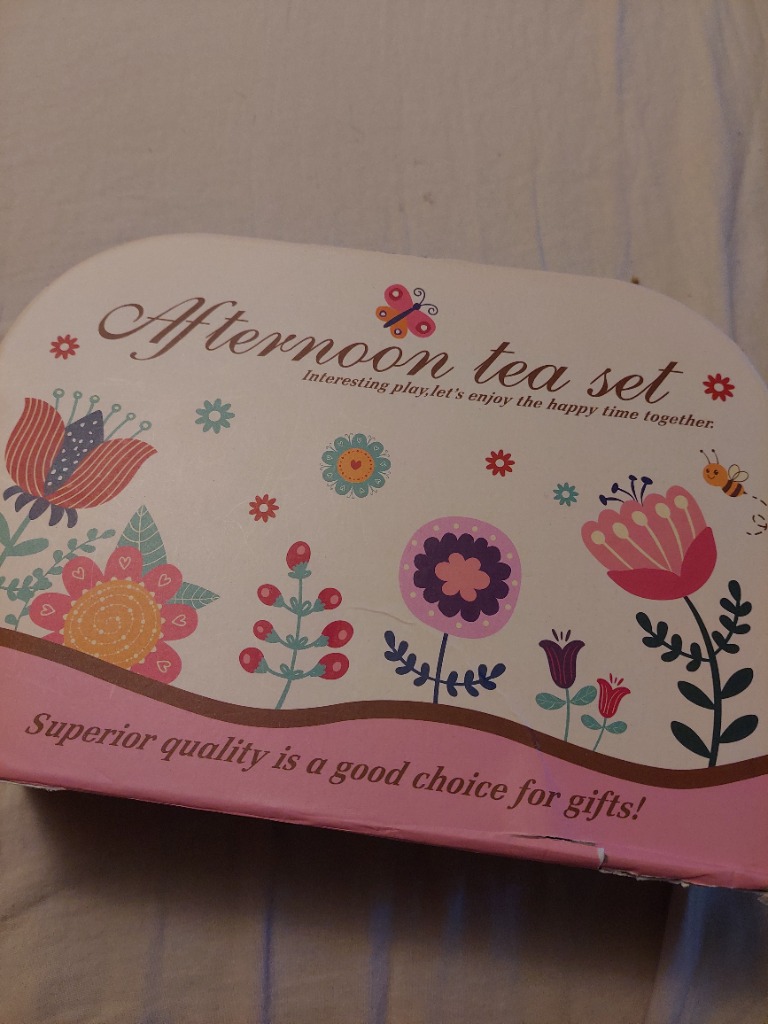 Afternoon tea set
Interesting play,let's enjoy the happy time together.
Superior quality is a good choice for gifts!